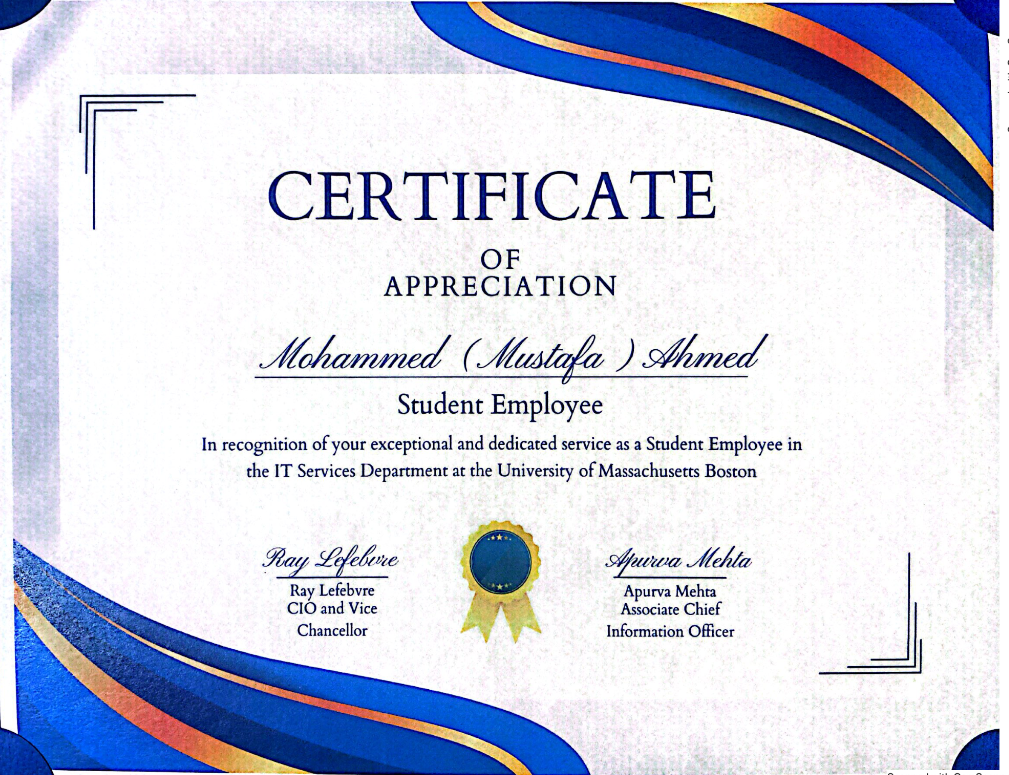 CERTIFICATE
OF
APPRECIATION
Mohammed (Mustafa ) Ahmed
Student Employee
In recognition of your exceptional and dedicated service as a Student Employee in
the IT Services Department at the University of Massachusetts Boston
Ray Lefebvre
Ray Lefebvre
CIO and Vice
Chancellor
Apurva Mehta
Apurva Mehta
Associate Chief
Information Officer